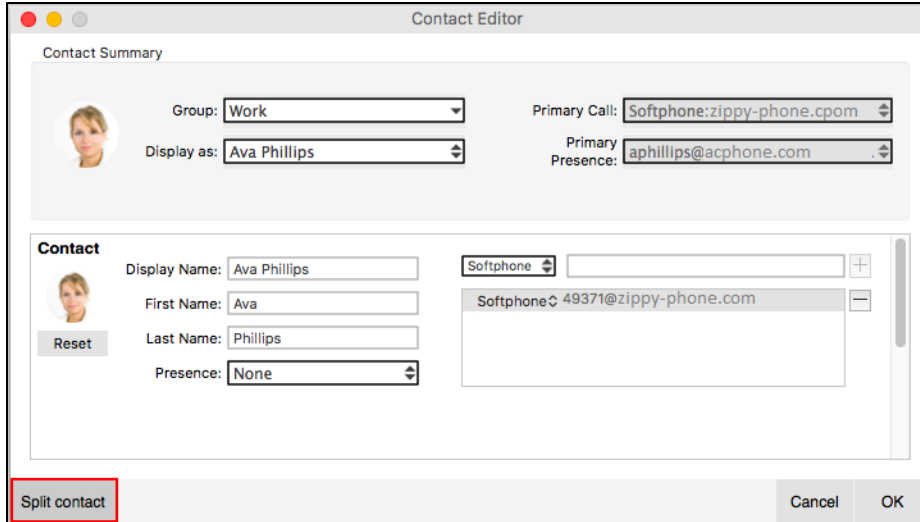 Contact Editor
Contact Summary
Group: Work
Primary Call: Softphone:zippy-phone.cpom
Display as: Ava Phillips
Primary
Presence: aphillips@acphone.com .
Contact
Display Name: Ava Phillips
Softphone
First Name: Ava
Softphone 49371@zippy-phone.com
Last Name: Phillips
Reset
Presence: None
Split contact
Cancel
OK